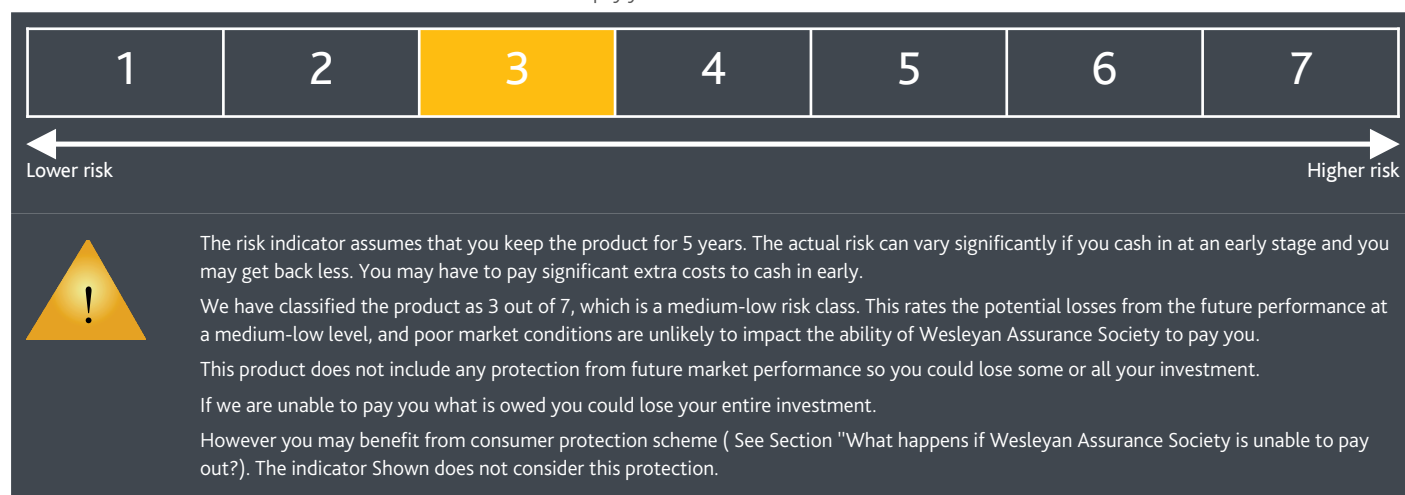 1 2 3 4 5 6 7
Lower risk Higher risk
!
The risk indicator assumes that you keep the product for 5 years. The actual risk can vary significantly if you cash in at an early stage and you
may get back less. You may have to pay significant extra costs to cash in early.
We have classified the product as 3 out of 7, which is a medium-low risk class. This rates the potential losses from the future performance at
a medium-low level, and poor market conditions are unlikely to impact the ability of Wesleyan Assurance Society to pay you.
This product does not include any protection from future market performance so you could lose some or all your investment.
If we are unable to pay you what is owed you could lose your entire investment.
However you may benefit from consumer protection scheme ( See Section "What happens if Wesleyan Assurance Society is unable to pay
out?). The indicator Shown does not consider this protection.